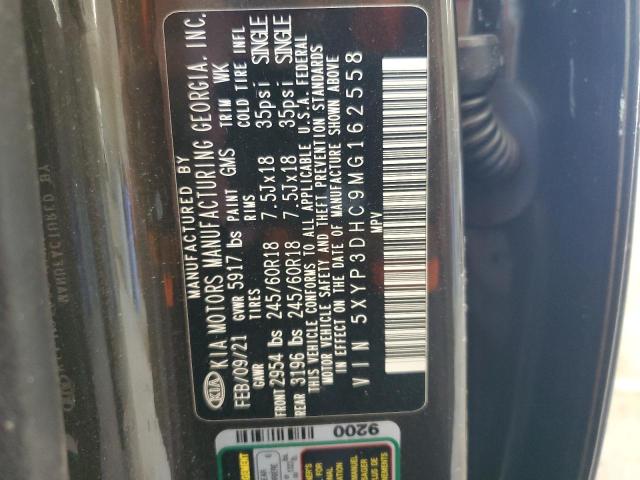 MANUFACTURED BY
KIA KIA MOTORS MANUFACTURING GEORGIA, INC.
FEB/09/21 GVWR 5917 lbs PAINT GMS TRIM WK
GAWR TIRES RIMS COLD TIRE INFL
FRONT 2954 lbs 245/60R18 7.5Jx18 35psi SINGLE
REAR 3196 lbs 245/60R18 7.5Jx18 35psi SINGLE
THIS VEHICLE CONFORMS TO ALL APPLICABLE U.S.A. FEDERAL
MOTOR VEHICLE SAFETY AND THEFT PREVENTION STANDARDS
IN EFFECT ON THE DATE OF MANUFACTURE SHOWN ABOVE
VIN 5XYP3DHC9MG162558
MPV
9200